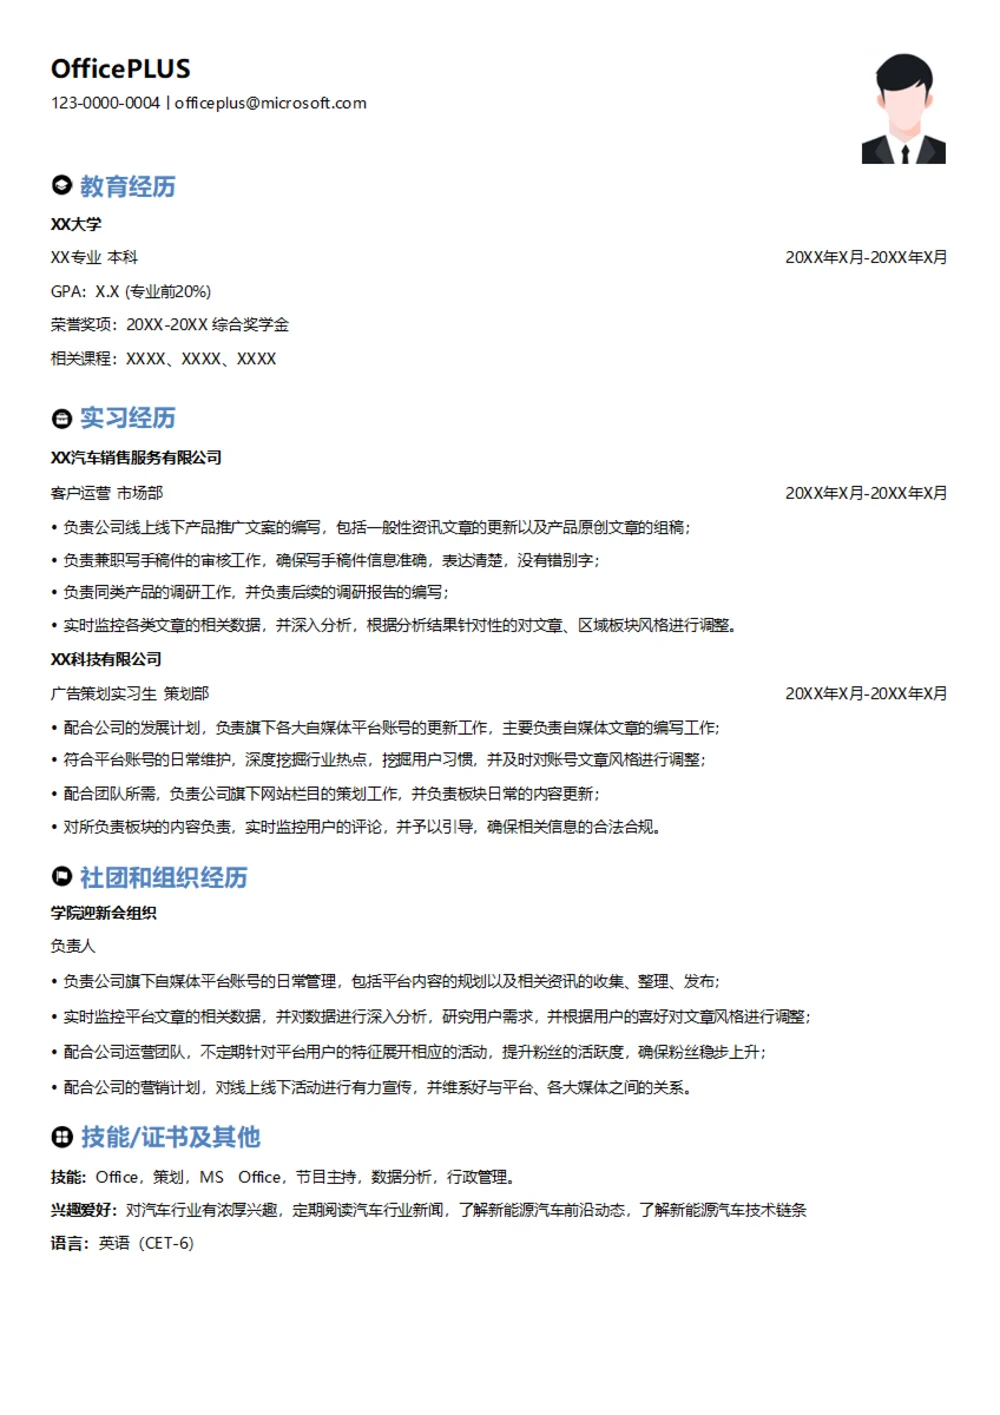 OfficePLUS
123-0000-0004 | officeplus@microsoft.com
教育经历
XX大学
XX专业 本科 20XX年X月-20XX年X月
GPA：X.X (专业前20%)
荣誉奖项：20XX-20XX 综合奖学金
相关课程：XXXX、XXXX、XXXX
实习经历
XX汽车销售服务有限公司
客户运营 市场部 20XX年X月-20XX年X月
• 负责公司线上线下产品推广文案的编写，包括一般性资讯文章的更新以及产品原创文章的组稿；
• 负责兼职写手稿件的审核工作，确保写手稿件信息准确，表达清楚，没有错别字；
• 负责同类产品的调研工作，并负责后续的调研报告的编写；
• 实时监控各类文章的相关数据，并深入分析，根据分析结果针对性的对文章、区域板块风格进行调整。
XX科技有限公司
广告策划实习生 策划部 20XX年X月-20XX年X月
• 配合公司的发展计划，负责旗下各大自媒体平台账号的更新工作，主要负责自媒体文章的编写工作；
• 符合平台账号的日常维护，深度挖掘行业热点，挖掘用户习惯，并及时对账号文章风格进行调整；
• 配合团队所需，负责公司旗下网站栏目的策划工作，并负责板块日常的内容更新；
• 对所负责板块的内容负责，实时监控用户的评论，并予以引导，确保相关信息的合法合规。
社团和组织经历
学院迎新会组织
负责人
• 负责公司旗下自媒体平台账号的日常管理，包括平台内容的规划以及相关资讯的收集、整理、发布；
• 实时监控平台文章的相关数据，并对数据进行深入分析，研究用户需求，并根据用户的喜好对文章风格进行调整；
• 配合公司运营团队，不定期针对平台用户的特征展开相应的活动，提升粉丝的活跃度，确保粉丝稳步上升；
• 配合公司的营销计划，对线上线下活动进行有力宣传，并维系好与平台、各大媒体之间的关系。
技能/证书及其他
技能：Office，策划，MS Office，节目主持，数据分析，行政管理。
兴趣爱好：对汽车行业有浓厚兴趣，定期阅读汽车行业新闻，了解新能源汽车前沿动态，了解新能源汽车技术链条
语言：英语（CET-6）